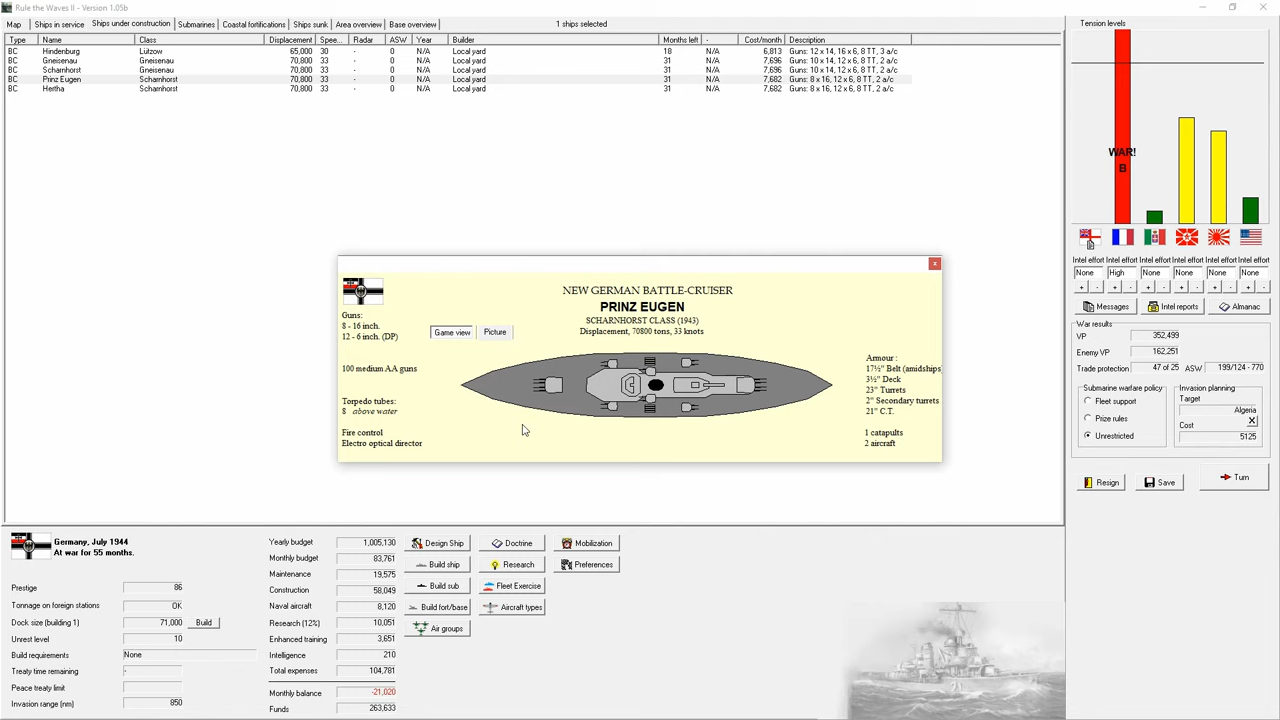 Rule the Waves II - Version 1.05b
Map Ships in service Ships under construction Submarines Coastal fortifications Ships sunk Area overview Base overview 1 ships selected
Type Name Class Displacement Spee... Radar ASW Year Builder Months left - Cost/month Description
BC Hindenburg Lützow 65,000 30 - 0 N/A Local yard 18 N/A 6,813 Guns: 12 x 14, 16 x 6, 8 TT, 3 a/c
BC Gneisenau Gneisenau 70,800 33 - 0 N/A Local yard 31 N/A 7,696 Guns: 10 x 14, 12 x 6, 8 TT, 2 a/c
BC Scharnhorst Gneisenau 70,800 33 - 0 N/A Local yard 31 N/A 7,696 Guns: 10 x 14, 12 x 6, 8 TT, 2 a/c
BC Prinz Eugen Scharnhorst 70,800 33 - 0 N/A Local yard 31 N/A 7,682 Guns: 8 x 16, 12 x 6, 8 TT, 2 a/c
BC Hertha Scharnhorst 70,800 33 - 0 N/A Local yard 31 N/A 7,682 Guns: 8 x 16, 12 x 6, 8 TT, 2 a/c
NEW GERMAN BATTLE-CRUISER
PRINZ EUGEN
SCHARNHORST CLASS (1943)
Displacement, 70800 tons, 33 knots
Guns:
8 - 16 inch.
12 - 6 inch. (DP)
Game view Picture
100 medium AA guns
Torpedo tubes:
8 above water
Fire control
Electro optical director
Armour :
17½" Belt (amidships
3½" Deck
23" Turrets
2" Secondary turrets
21" C.T.
1 catapults
2 aircraft
Tension levels
WAR!
B
Intel effort Intel effort Intel effort Intel effort Intel effort Intel effort
None High None None None None
+ - + - + - + - + - + -
Messages Intel reports Almanac
War results
VP 352,499
Enemy VP 162,251
Trade protection 47 of 25 ASW 199/124 - 770
Submarine warfare policy
Fleet support
Prize rules
Unrestricted
Invasion planning
Target
Algeria
Cost X
5125
Resign Save Turn
Germany, July 1944
At war for 55 months.
Prestige 86
Tonnage on foreign stations OK
Dock size (building 1) 71,000 Build
Unrest level 10
Build requirements None
Treaty time remaining -
Peace treaty limit
Invasion range (nm) 850
Yearly budget 1,005,130
Monthly budget 83,761
Maintenance 19,575
Construction 58,049
Naval aircraft 8,120
Research (12%) 10,051
Enhanced training 3,651
Intelligence 210
Total expenses 104,781
Monthly balance -21,020
Funds 263,633
Design Ship Doctrine Mobilization
Build ship Research Preferences
Build sub Fleet Exercise
Build fort/base Aircraft types
Air groups